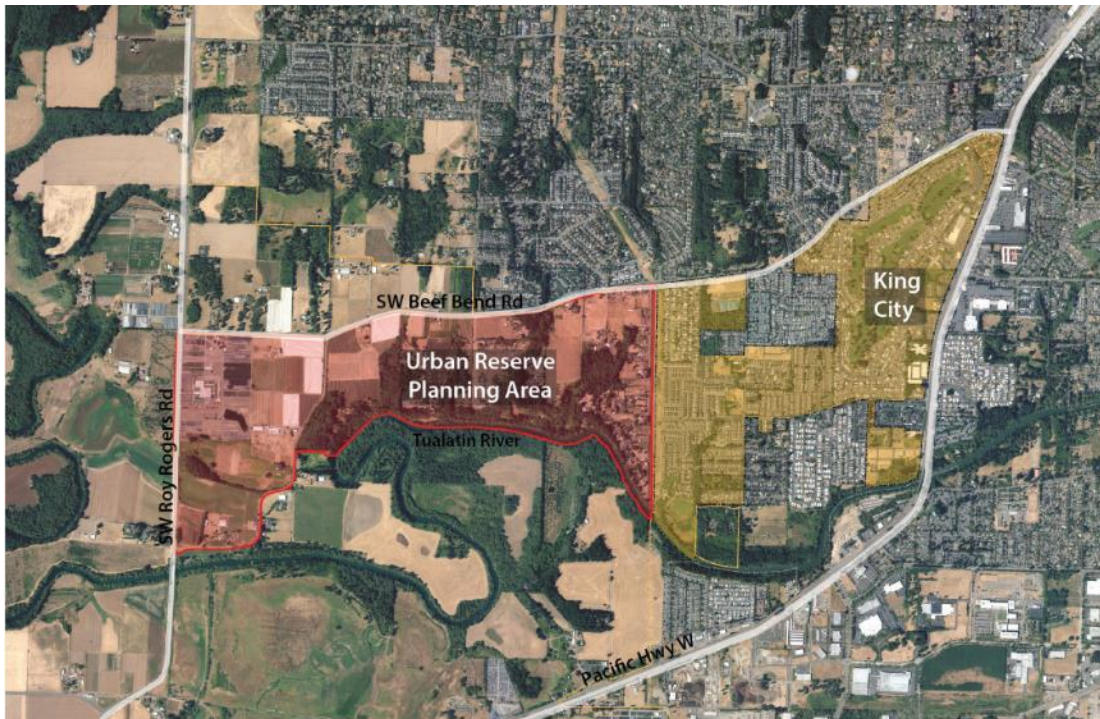 SW Beef Bend Rd
King
City
Urban Reserve
Planning Area
Tualatin River
SW Roy Rogers Rd
Pacific Hwy W